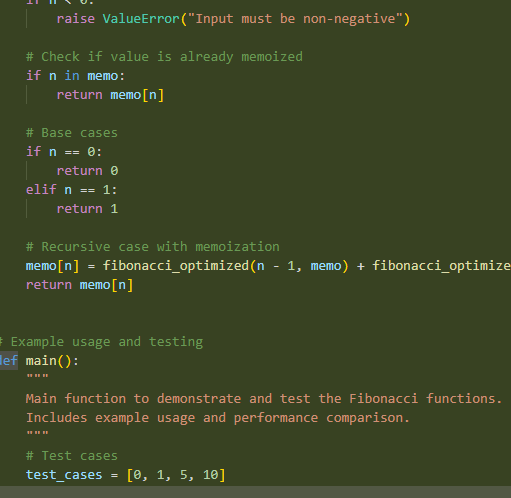 if n < 0:
raise ValueError("Input must be non-negative")
# Check if value is already memoized
if n in memo:
return memo[n]
# Base cases
if n == 0:
return 0
elif n == 1:
return 1
# Recursive case with memoization
memo[n] = fibonacci_optimized(n - 1, memo) + fibonacci_optimize
return memo[n]
# Example usage and testing
def main():
"""
Main function to demonstrate and test the Fibonacci functions.
Includes example usage and performance comparison.
"""
# Test cases
test_cases = [0, 1, 5, 10]